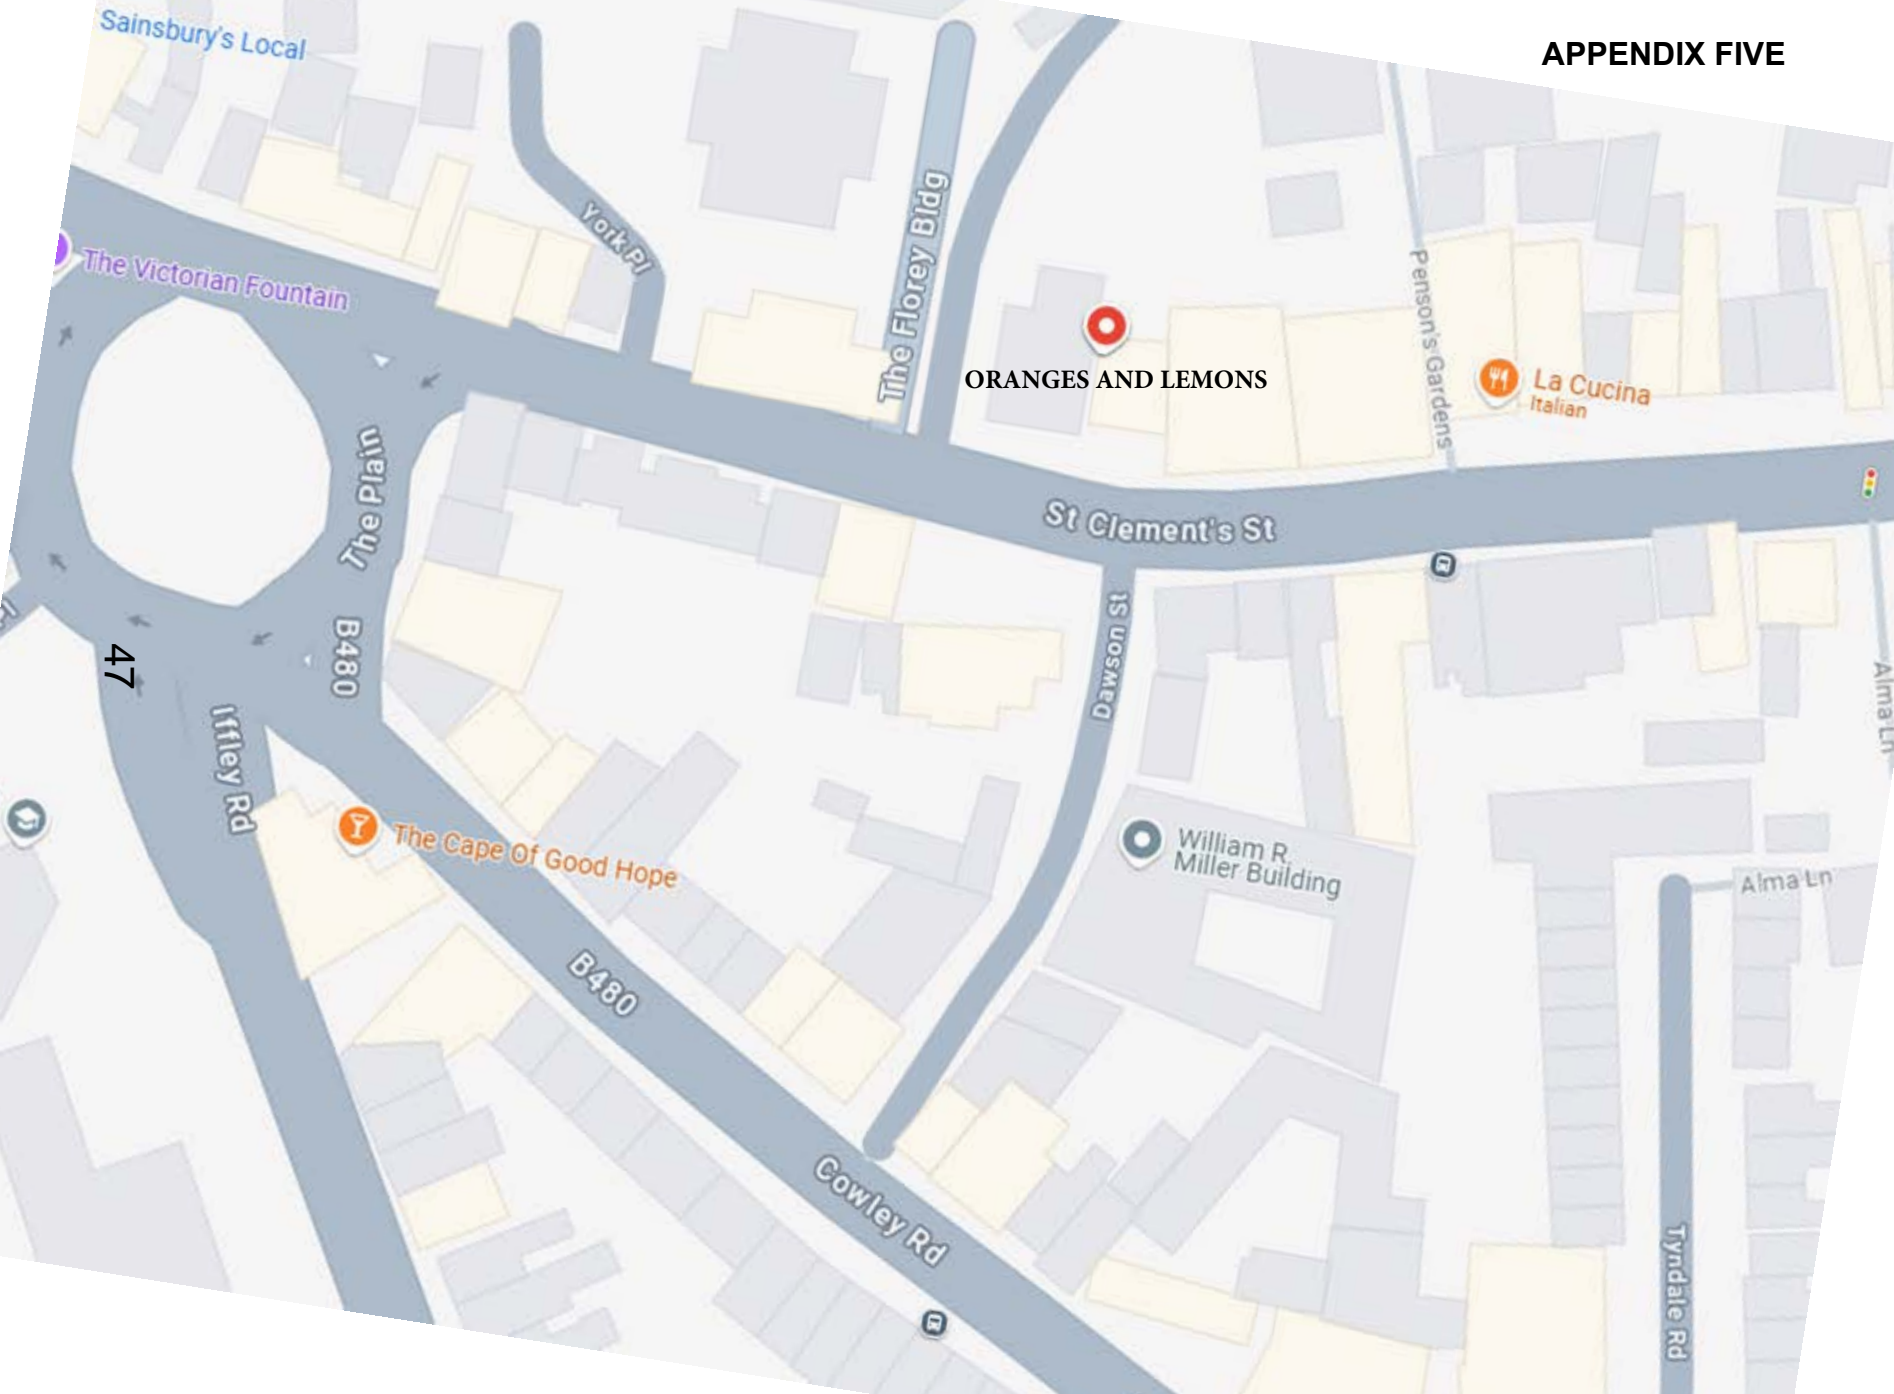 APPENDIX FIVE
Sainsbury's Local
The Victorian Fountain
York Pl
The Florey Bldg
ORANGES AND LEMONS
Penson's Gardens
La Cucina
Italian
The Plain
St Clement's St
B480
Dawson St
47
Iffley Rd
Alma Ln
The Cape Of Good Hope
William R
Miller Building
Alma Ln
B480
Cowley Rd
Tyndale Rd